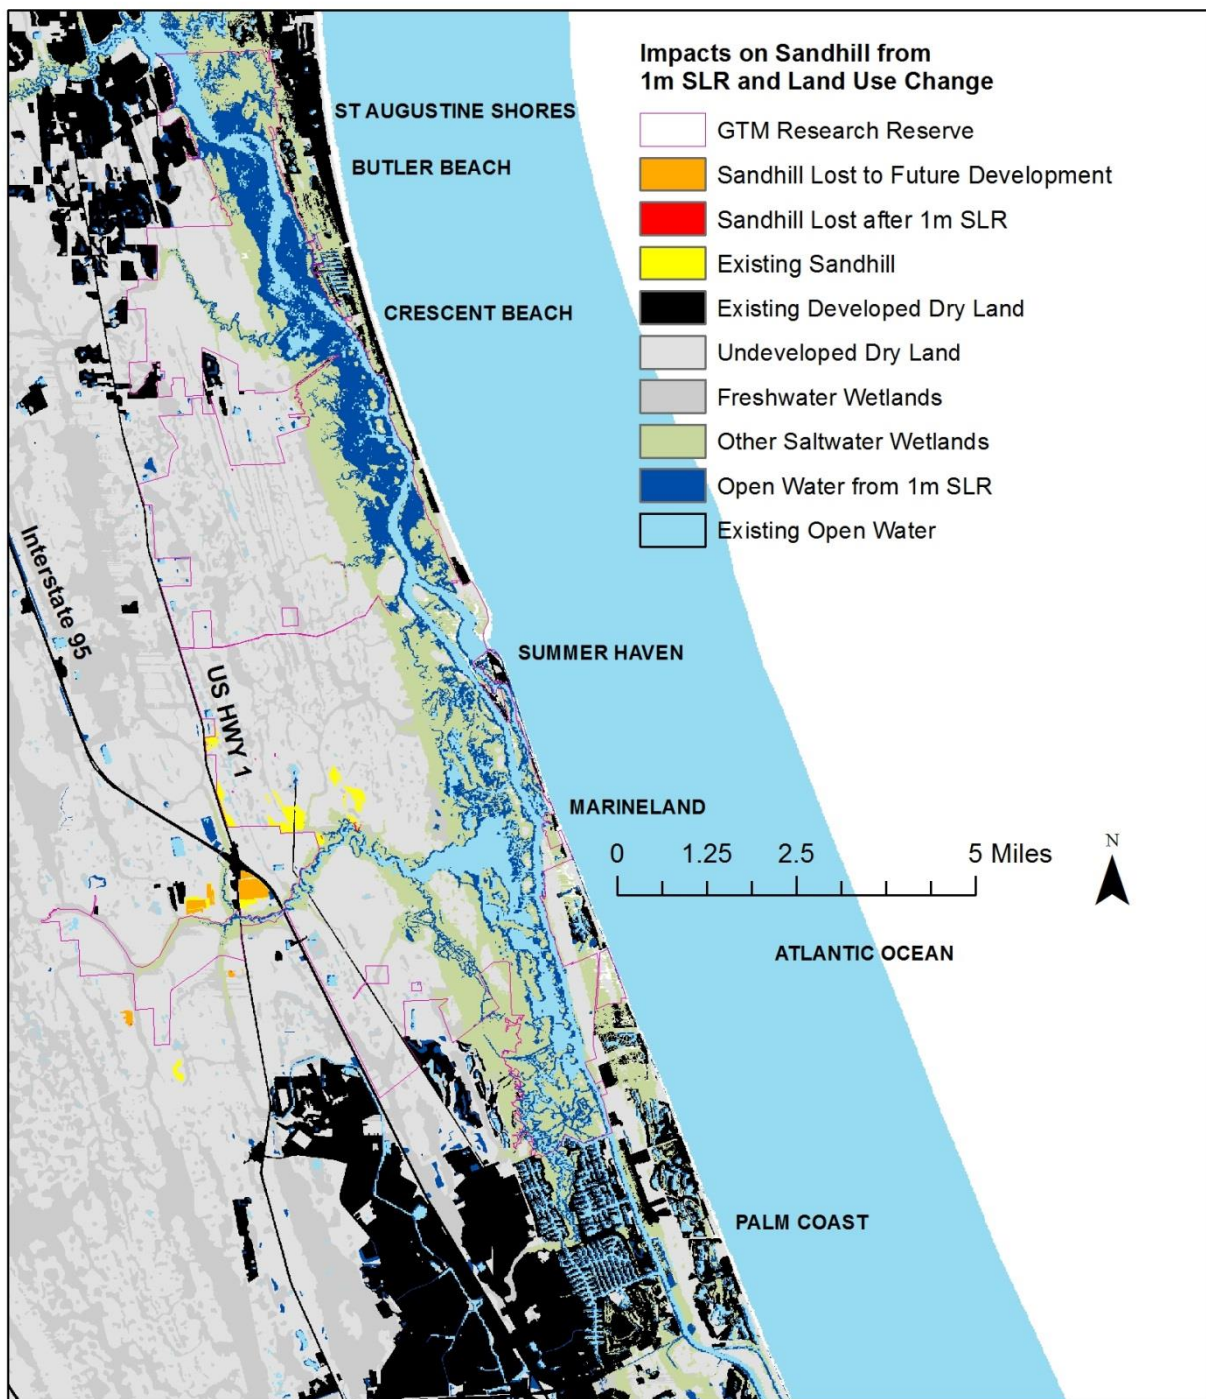 Impacts on Sandhill from
1m SLR and Land Use Change
GTM Research Reserve
Sandhill Lost to Future Development
Sandhill Lost after 1m SLR
Existing Sandhill
Existing Developed Dry Land
Undeveloped Dry Land
Freshwater Wetlands
Other Saltwater Wetlands
Open Water from 1m SLR
Existing Open Water
ST AUGUSTINE SHORES
BUTLER BEACH
CRESCENT BEACH
Interstate 95
US HWY 1
SUMMER HAVEN
MARINELAND
0 1.25 2.5 5 Miles
N
ATLANTIC OCEAN
PALM COAST